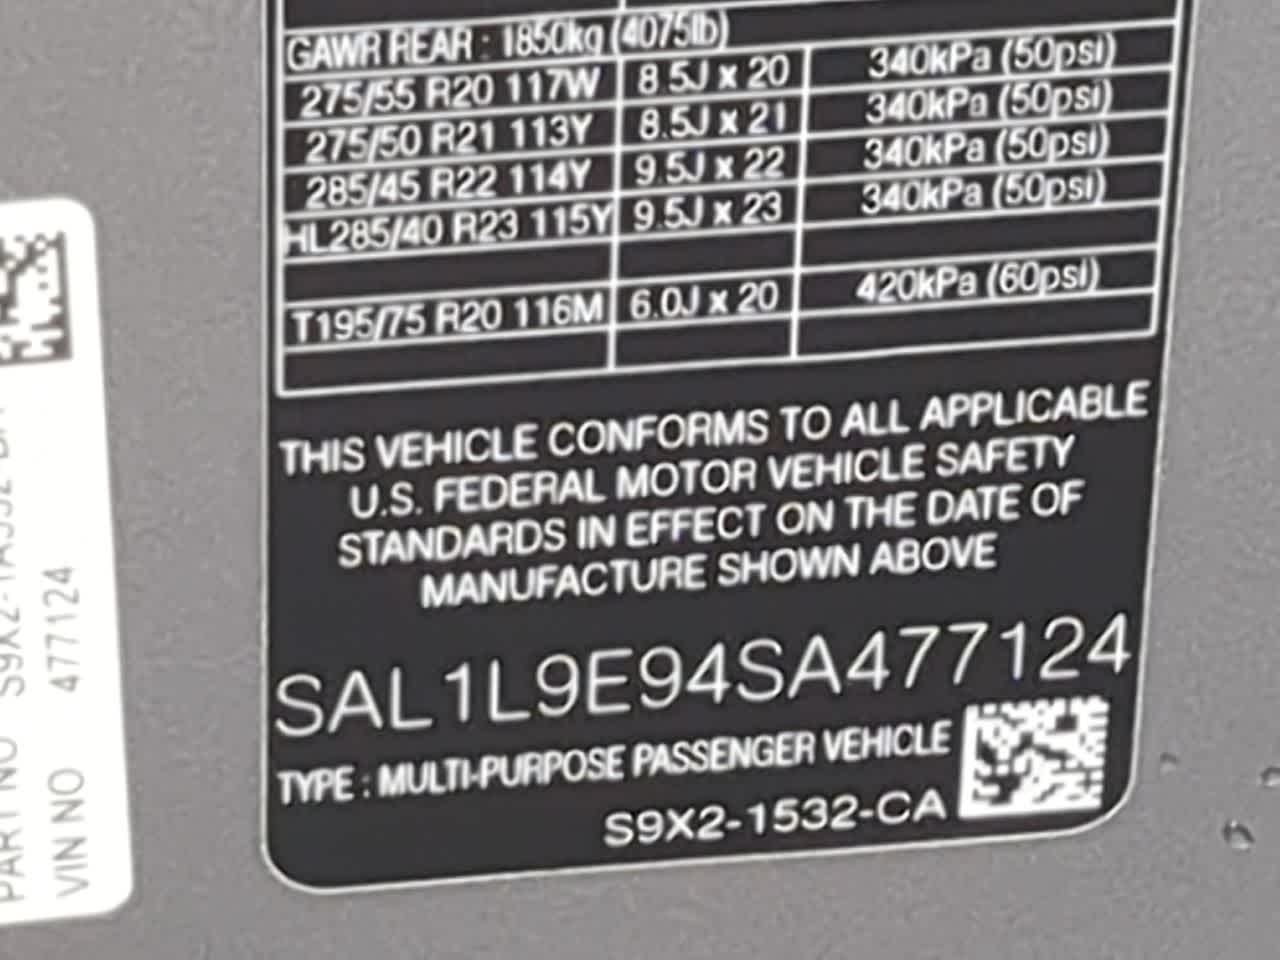 GAWR REAR : 1850kg (4075lb)
275/55 R20 117W 8.5J x 20 340kPa (50psi)
275/50 R21 113Y 8.5J x 21 340kPa (50psi)
285/45 R22 114Y 9.5J x 22 340kPa (50psi)
HL285/40 R23 115Y 9.5J x 23 340kPa (50psi)
T195/75 R20 116M 6.0J x 20 420kPa (60psi)
THIS VEHICLE CONFORMS TO ALL APPLICABLE
U.S. FEDERAL MOTOR VEHICLE SAFETY
STANDARDS IN EFFECT ON THE DATE OF
MANUFACTURE SHOWN ABOVE
SAL1L9E94SA477124
TYPE : MULTI-PURPOSE PASSENGER VEHICLE
S9X2-1532-CA
PART NO
VIN NO 477124